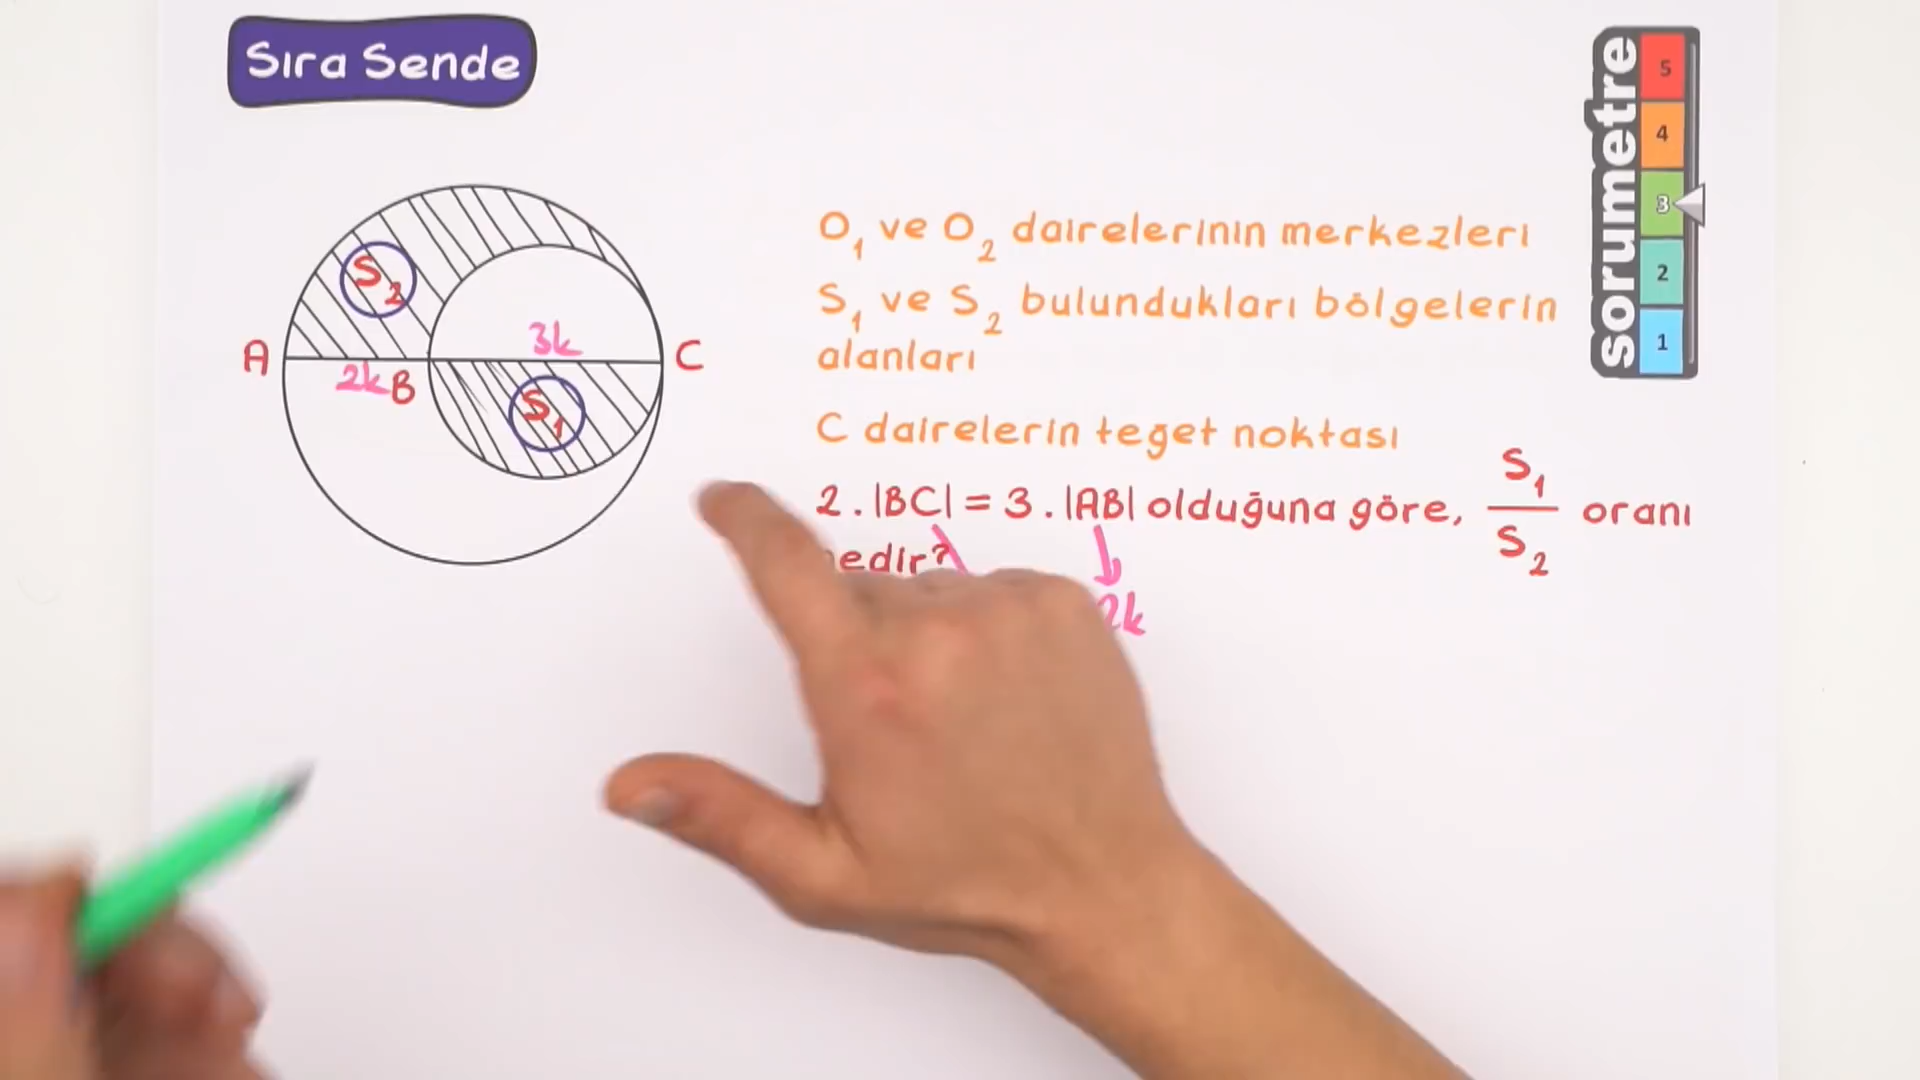 Sıra Sende
sorumetre
5
4
3
2
1
S2
A
2k
B
3k
C
S1
O1 ve O2 dairelerinin merkezleri
S1 ve S2 bulundukları bölgelerin
alanları
C dairelerin teğet noktası
2.|BC| = 3.|AB| olduğuna göre, S1/S2 oranı
nedir?
2k